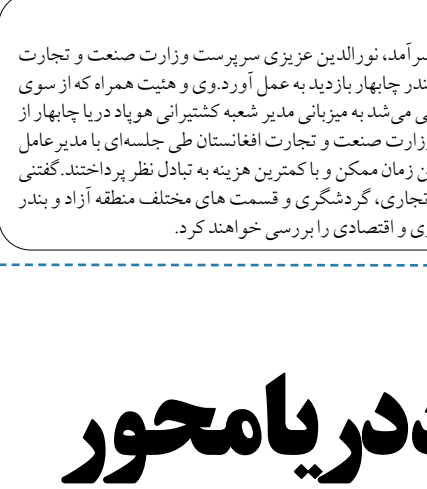 سرآمد، نورالدین عزیزی سرپرست وزارت صنعت و تجارت
بندر چابهار بازدید به عمل آورد.وی و هئیت همراه که از سوی
می‌شد به میزبانی مدیر شعبه کشتیرانی هوپاد دریا چابهار از
وزارت صنعت و تجارت افغانستان طی جلسه‌ای با مدیرعامل
زمان ممکن و با کمترین هزینه به تبادل نظر پرداختند.گفتنی
تجاری، گردشگری و قسمت های مختلف منطقه آزاد و بندر
و اقتصادی را بررسی خواهند کرد.
دریامحور